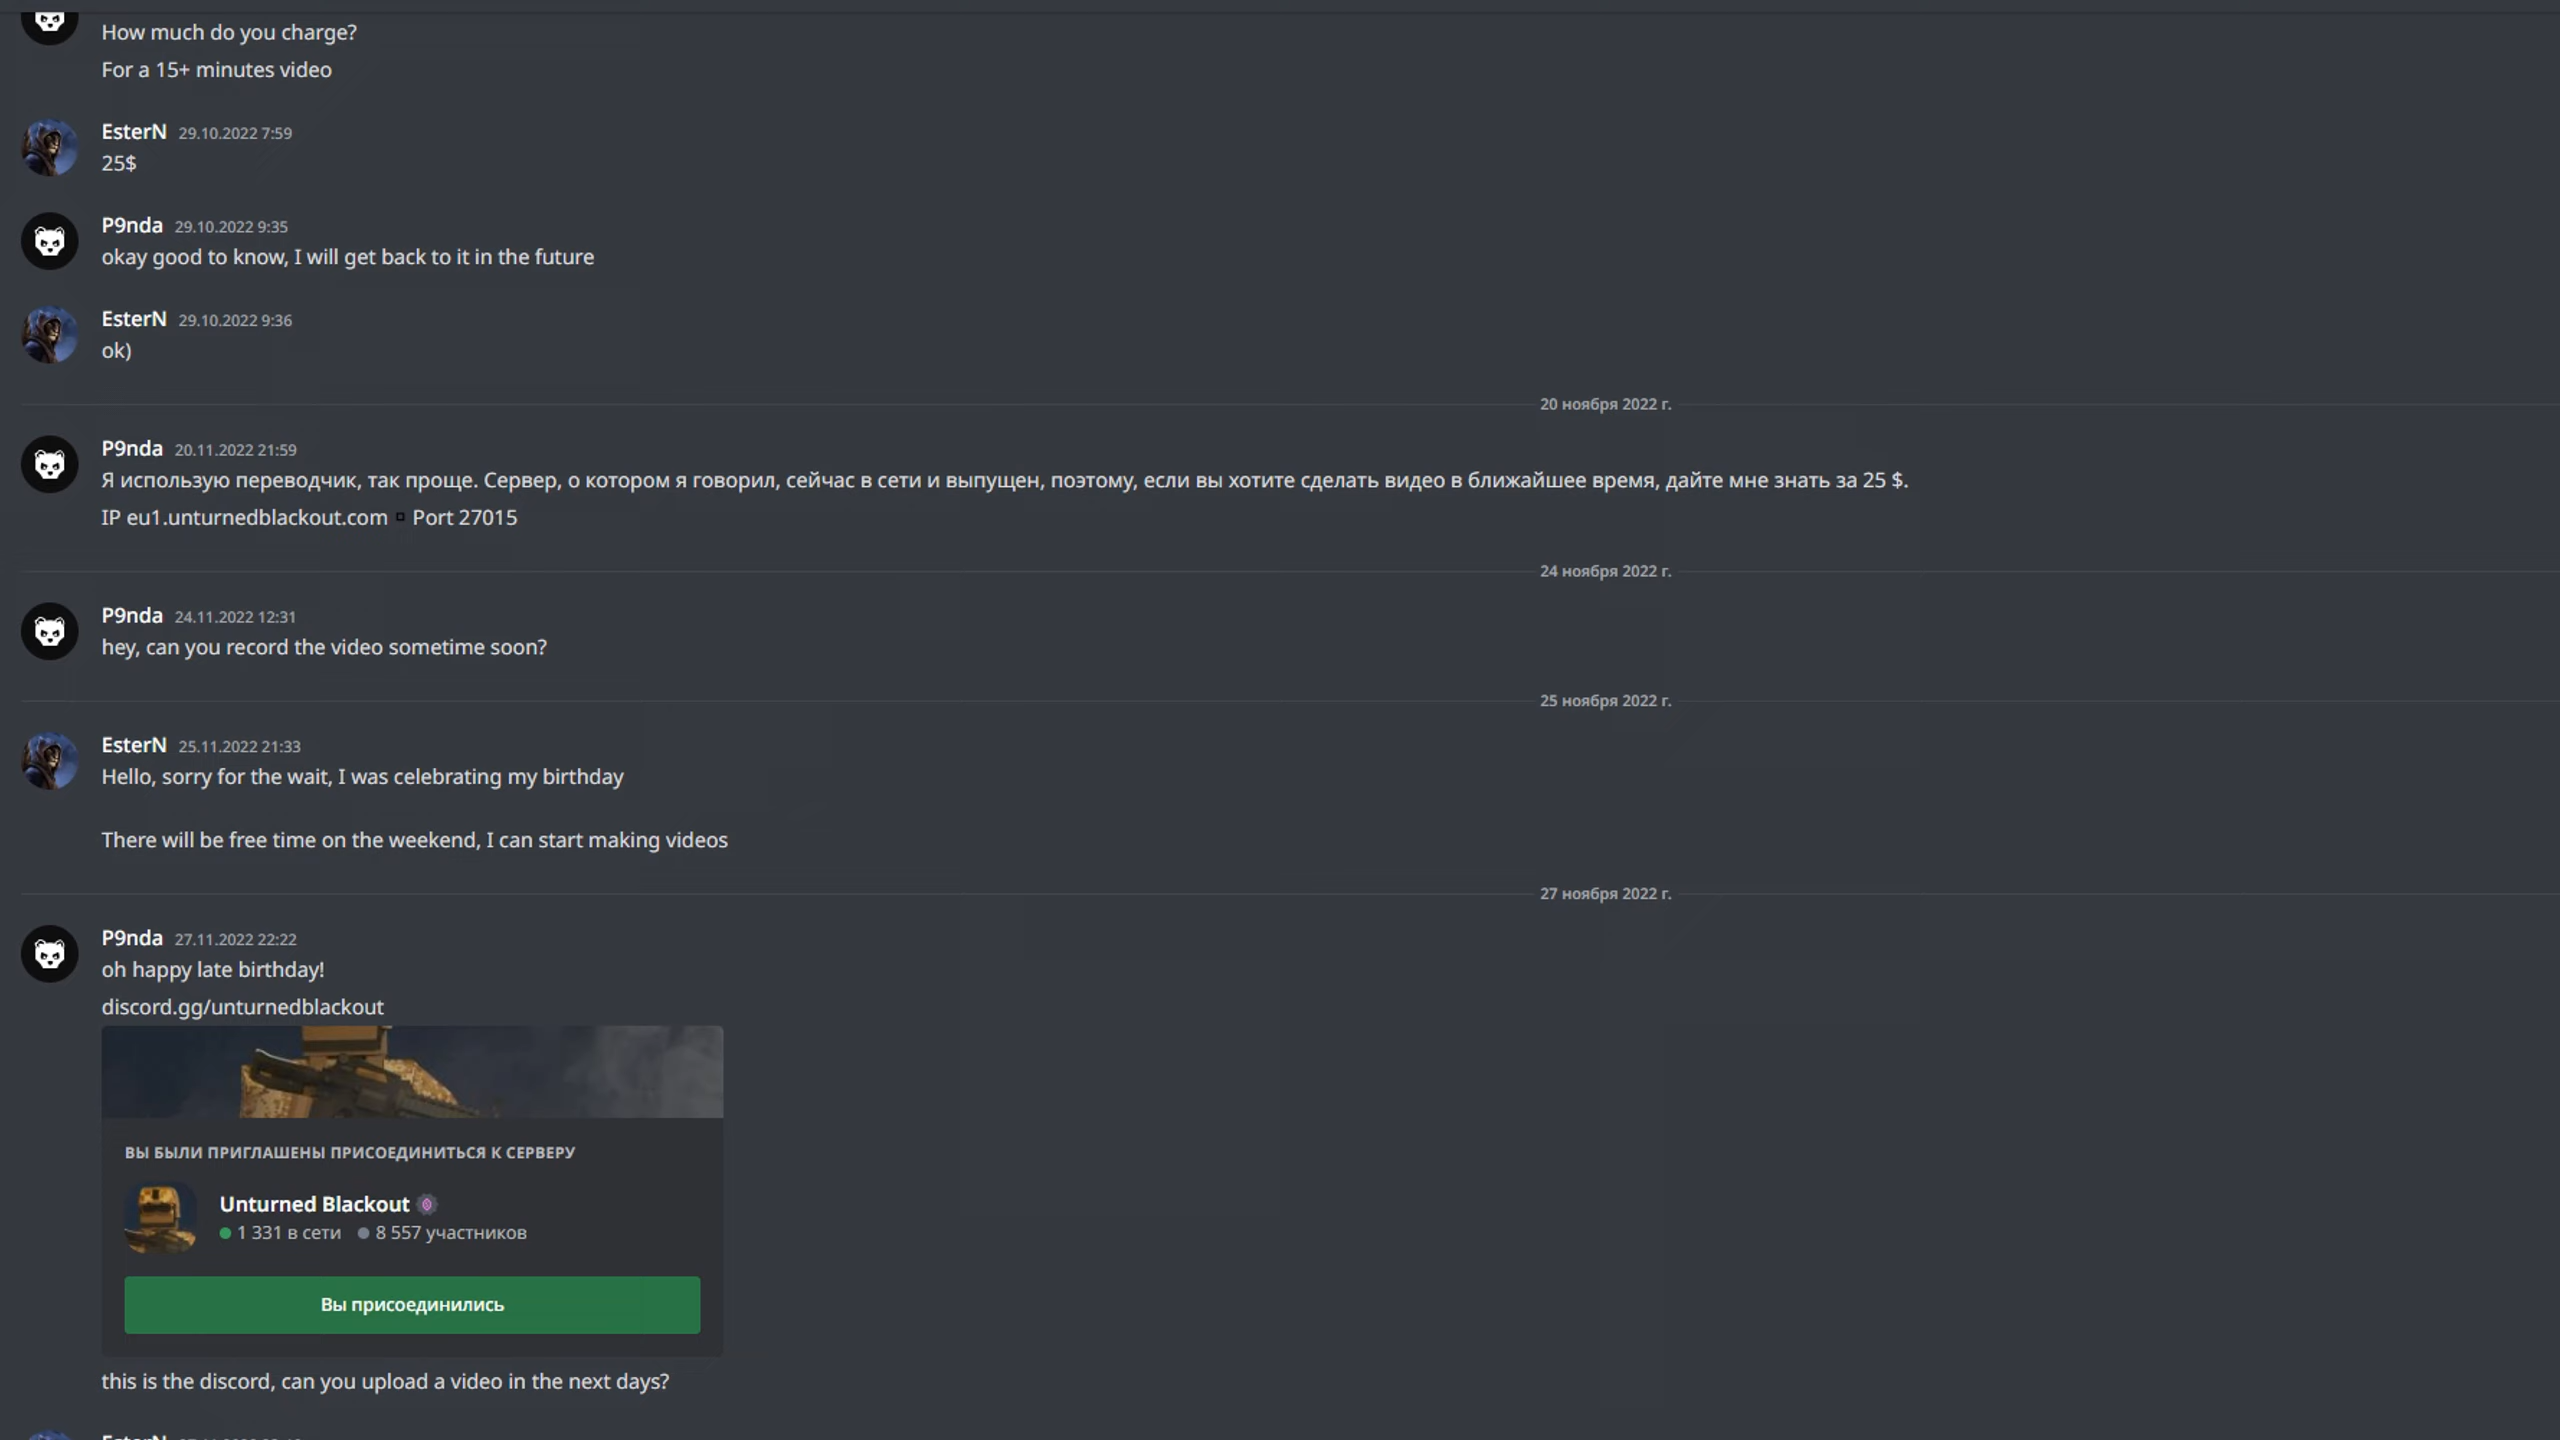 How much do you charge?
For a 15+ minutes video
EsterN 29.10.2022 7:59
25$
P9nda 29.10.2022 9:35
okay good to know, I will get back to it in the future
EsterN 29.10.2022 9:36
ok)
20 ноября 2022 г.
P9nda 20.11.2022 21:59
Я использую переводчик, так проще. Сервер, о котором я говорил, сейчас в сети и выпущен, поэтому, если вы хотите сделать видео в ближайшее время, дайте мне знать за 25 $.
IP eu1.unturnedblackout.com ▫ Port 27015
24 ноября 2022 г.
P9nda 24.11.2022 12:31
hey, can you record the video sometime soon?
25 ноября 2022 г.
EsterN 25.11.2022 21:33
Hello, sorry for the wait, I was celebrating my birthday
There will be free time on the weekend, I can start making videos
27 ноября 2022 г.
P9nda 27.11.2022 22:22
oh happy late birthday!
discord.gg/unturnedblackout
ВЫ БЫЛИ ПРИГЛАШЕНЫ ПРИСОЕДИНИТЬСЯ К СЕРВЕРУ
Unturned Blackout
1 331 в сети 8 557 участников
Вы присоединились
this is the discord, can you upload a video in the next days?
EsterN